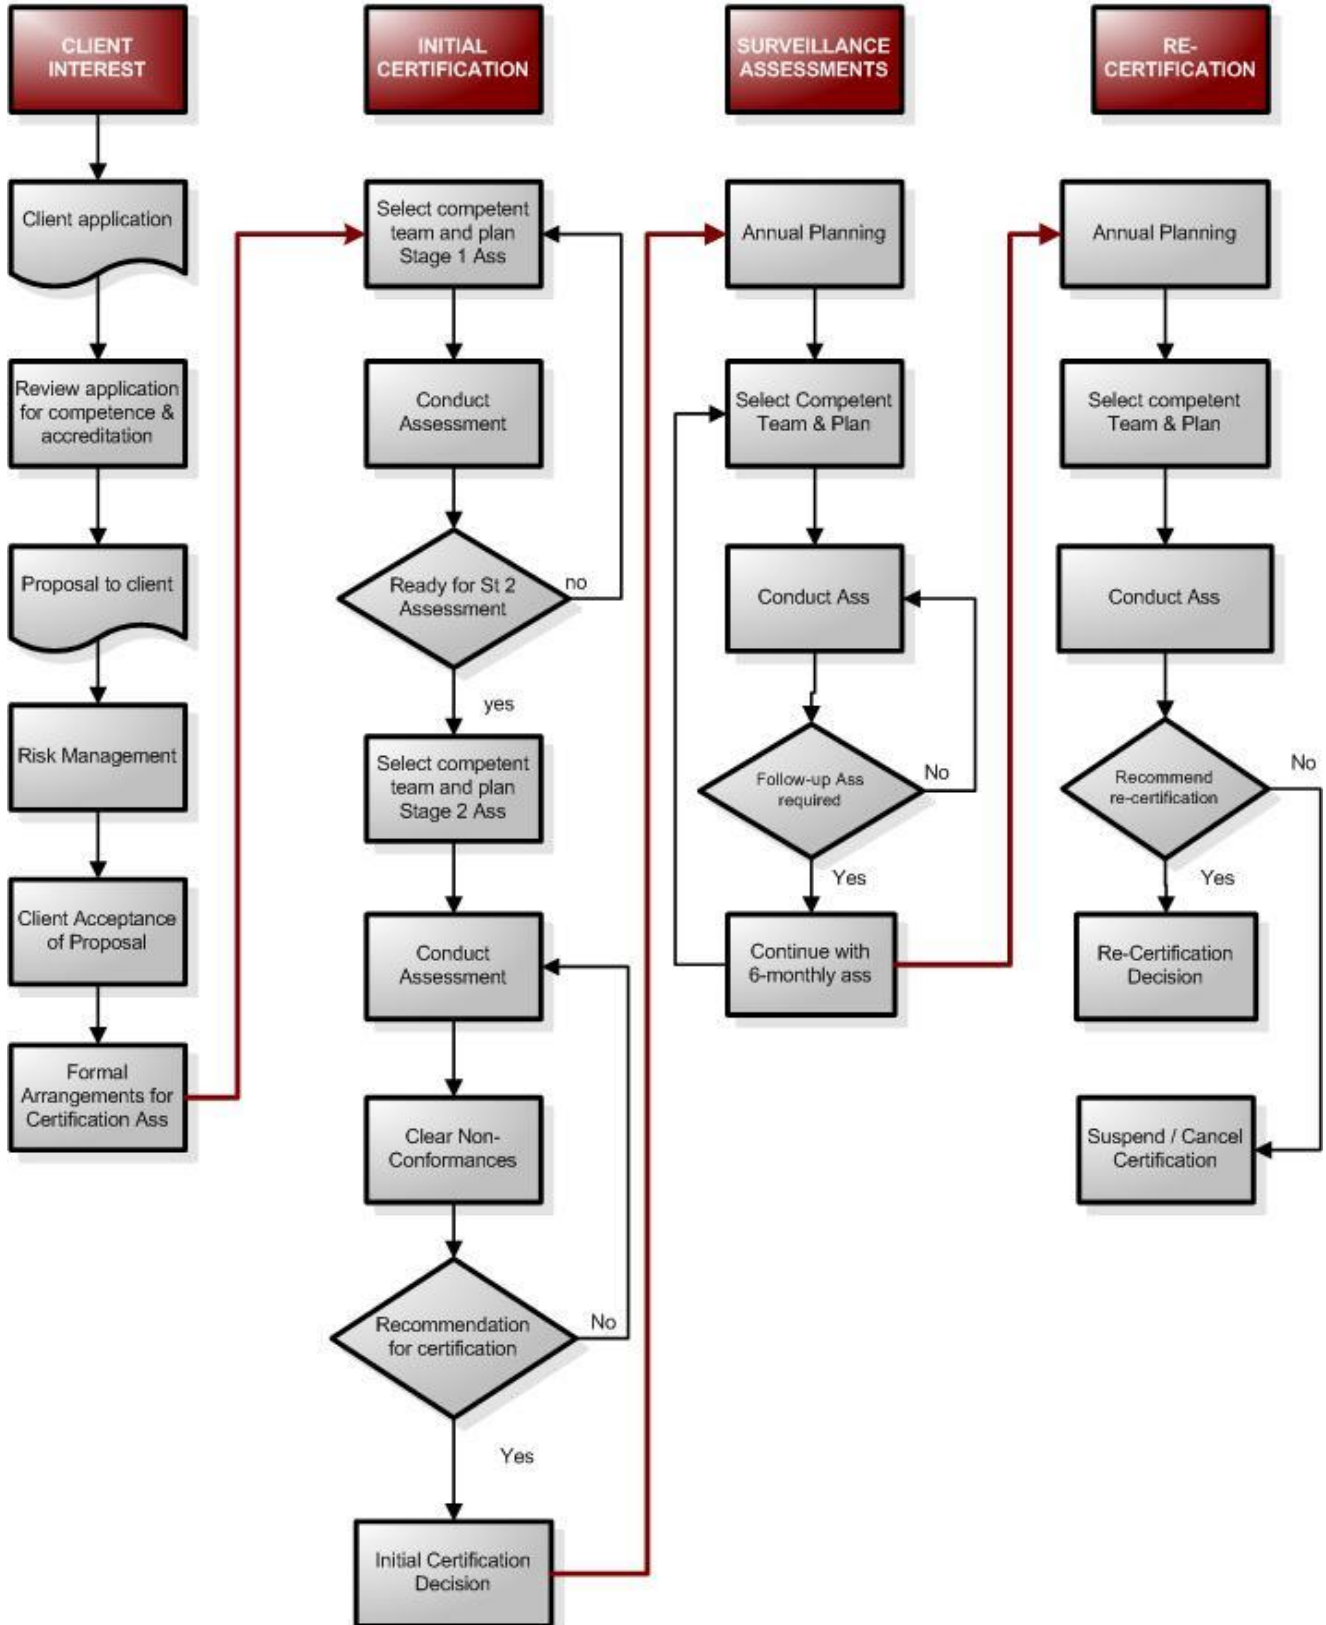 CLIENT
INTEREST
Client application
Review application
for competence &
accreditation
Proposal to client
Risk Management
Client Acceptance
of Proposal
Formal
Arrangements for
Certification Ass
INITIAL
CERTIFICATION
Select competent
team and plan
Stage 1 Ass
Conduct
Assessment
Ready for St 2
Assessment
no
yes
Select competent
team and plan
Stage 2 Ass
Conduct
Assessment
Clear Non-
Conformances
Recommendation
for certification
No
Yes
Initial Certification
Decision
SURVEILLANCE
ASSESSMENTS
Annual Planning
Select Competent
Team & Plan
Conduct Ass
Follow-up Ass
required
No
Yes
Continue with
6-monthly ass
RE-
CERTIFICATION
Annual Planning
Select competent
Team & Plan
Conduct Ass
Recommend
re-certification
No
Yes
Re-Certification
Decision
Suspend / Cancel
Certification